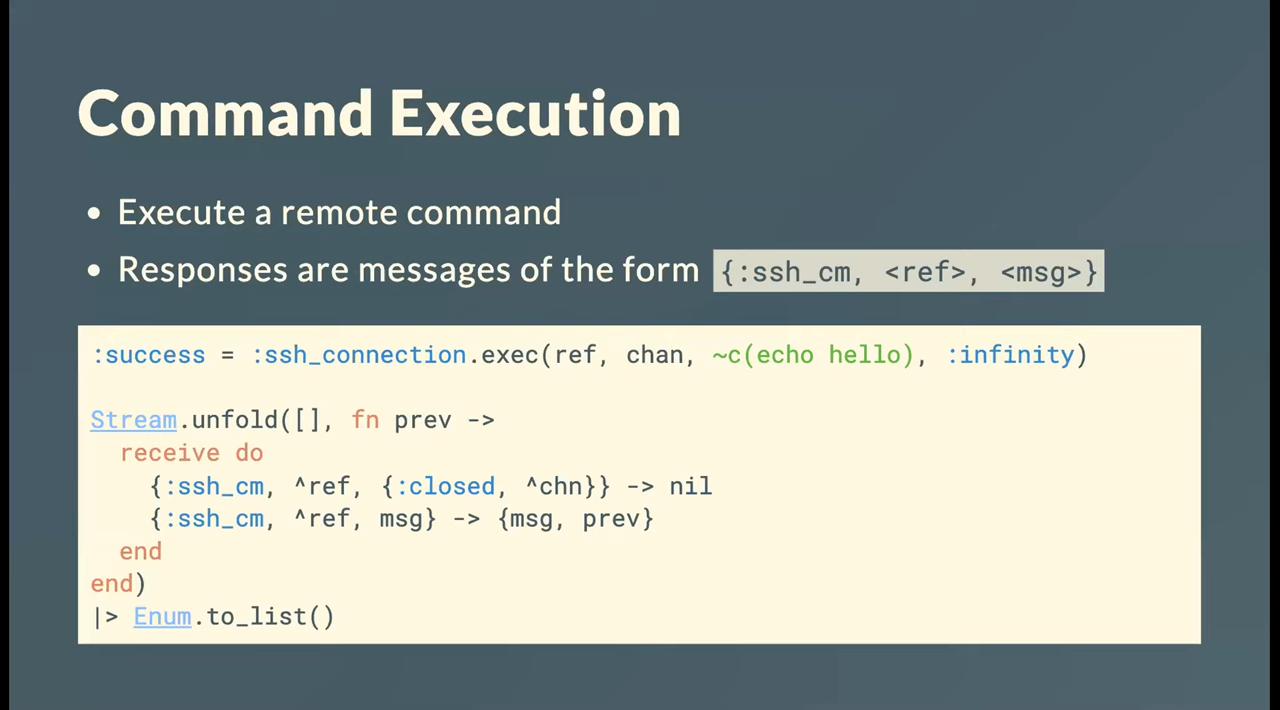 Command Execution
• Execute a remote command
• Responses are messages of the form {:ssh_cm, <ref>, <msg>}
:success = :ssh_connection.exec(ref, chan, ~c(echo hello), :infinity)
Stream.unfold([], fn prev ->
  receive do
    {:ssh_cm, ^ref, {:closed, ^chn}} -> nil
    {:ssh_cm, ^ref, msg} -> {msg, prev}
  end
end)
|> Enum.to_list()